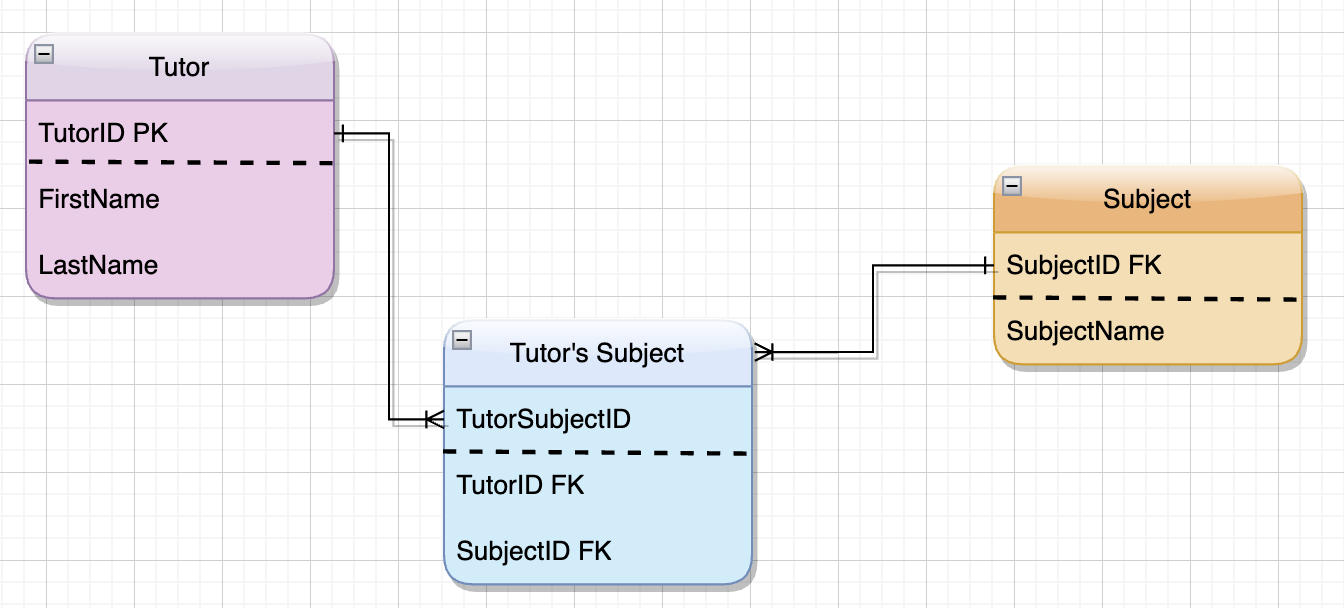 Tutor
TutorID PK
FirstName
LastName
Tutor's Subject
TutorSubjectID
TutorID FK
SubjectID FK
Subject
SubjectID FK
SubjectName